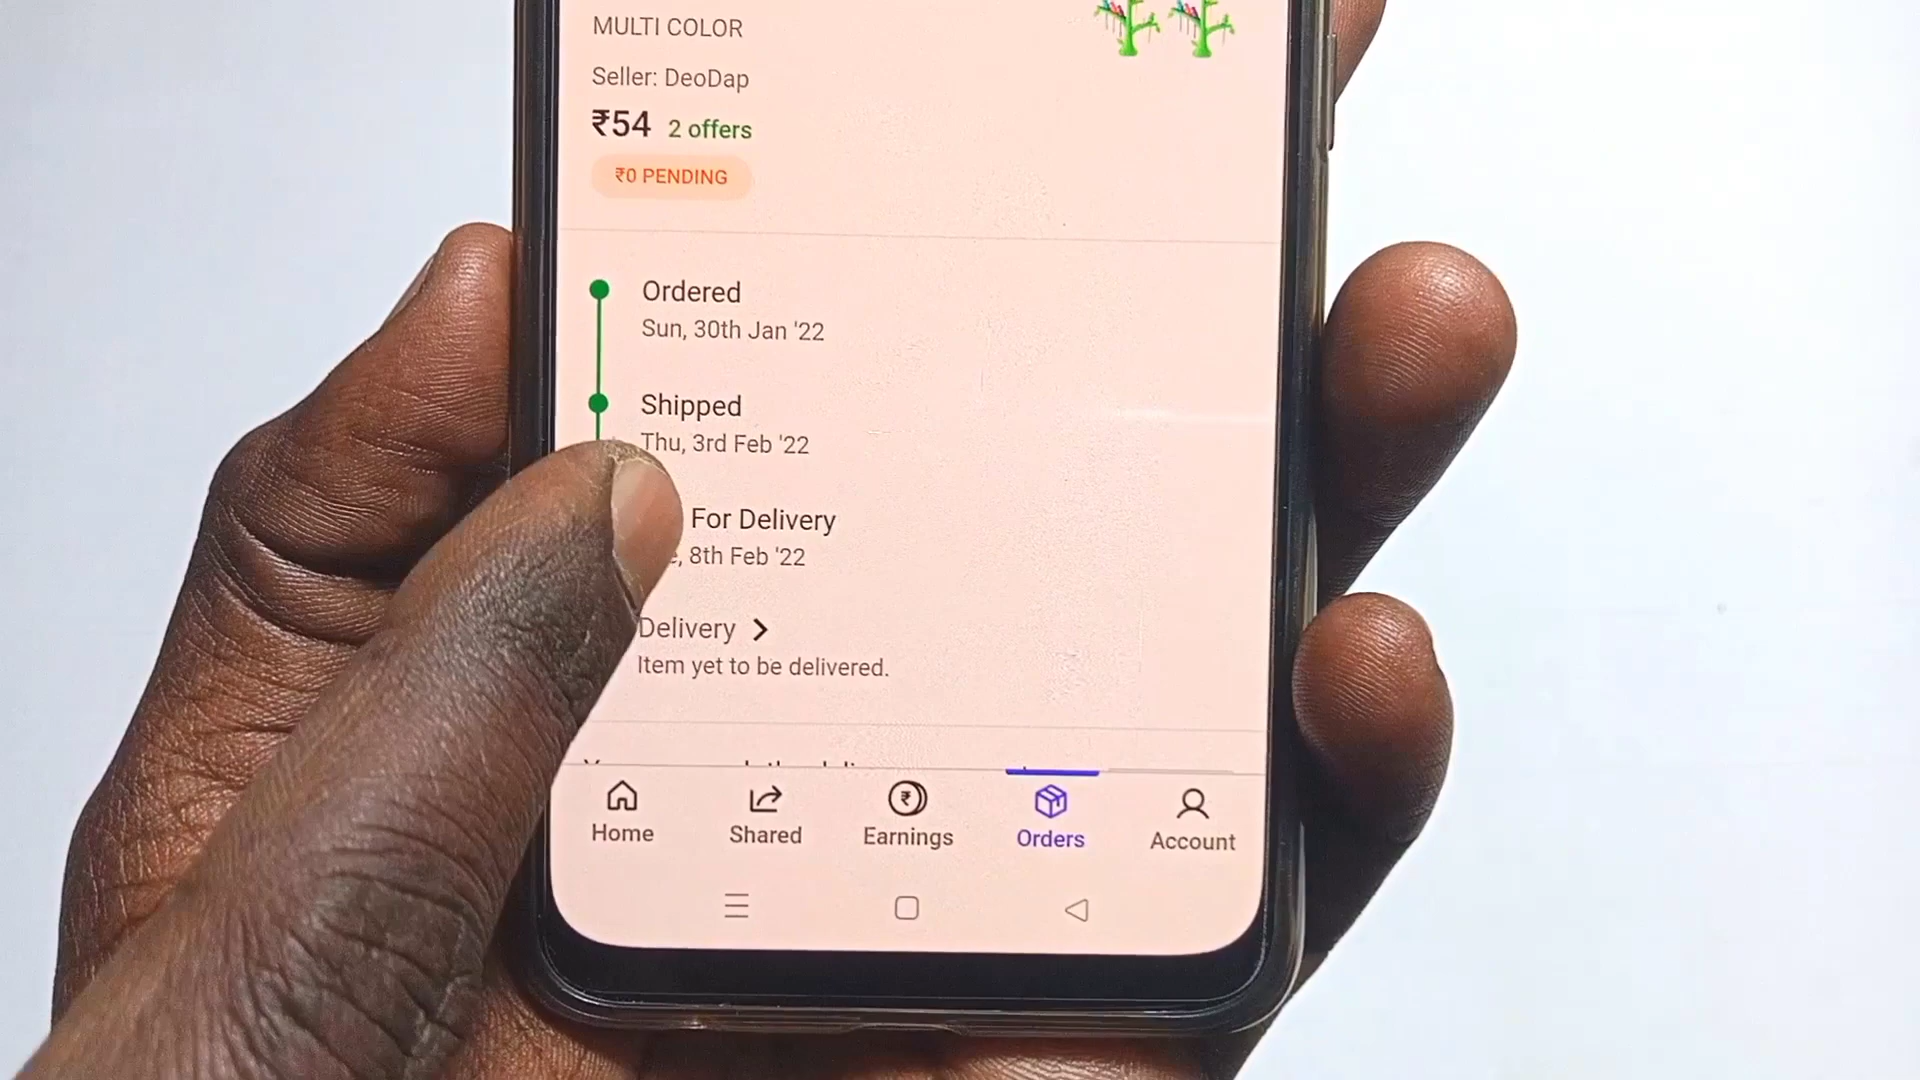 MULTI COLOR
Seller: DeoDap
₹54 2 offers
₹0 PENDING
Ordered
Sun, 30th Jan '22
Shipped
Thu, 3rd Feb '22
For Delivery
8th Feb '22
Delivery
Item yet to be delivered.
Home
Shared
Earnings
Orders
Account